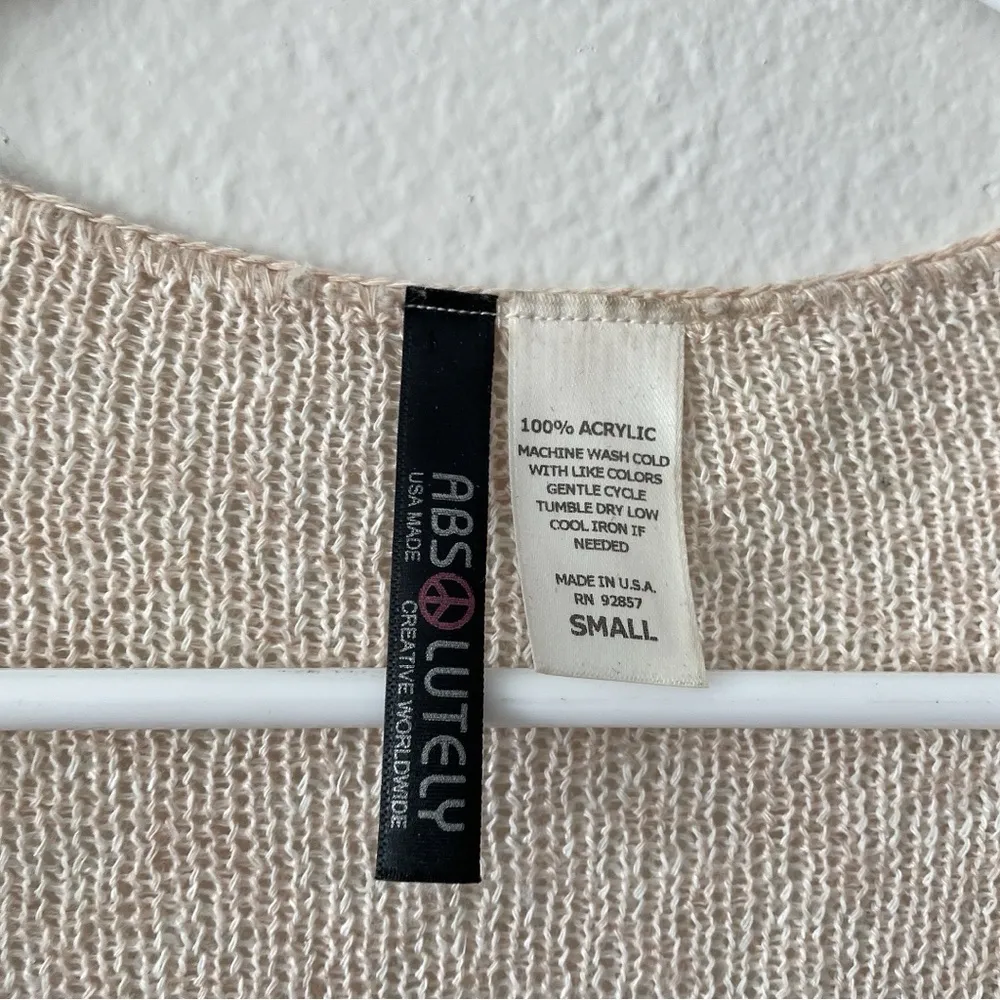 ABSOLUTELY
USA MADE CREATIVE WORLDWIDE
100% ACRYLIC
MACHINE WASH COLD
WITH LIKE COLORS
GENTLE CYCLE
TUMBLE DRY LOW
COOL IRON IF
NEEDED
MADE IN U.S.A.
RN 92857
SMALL